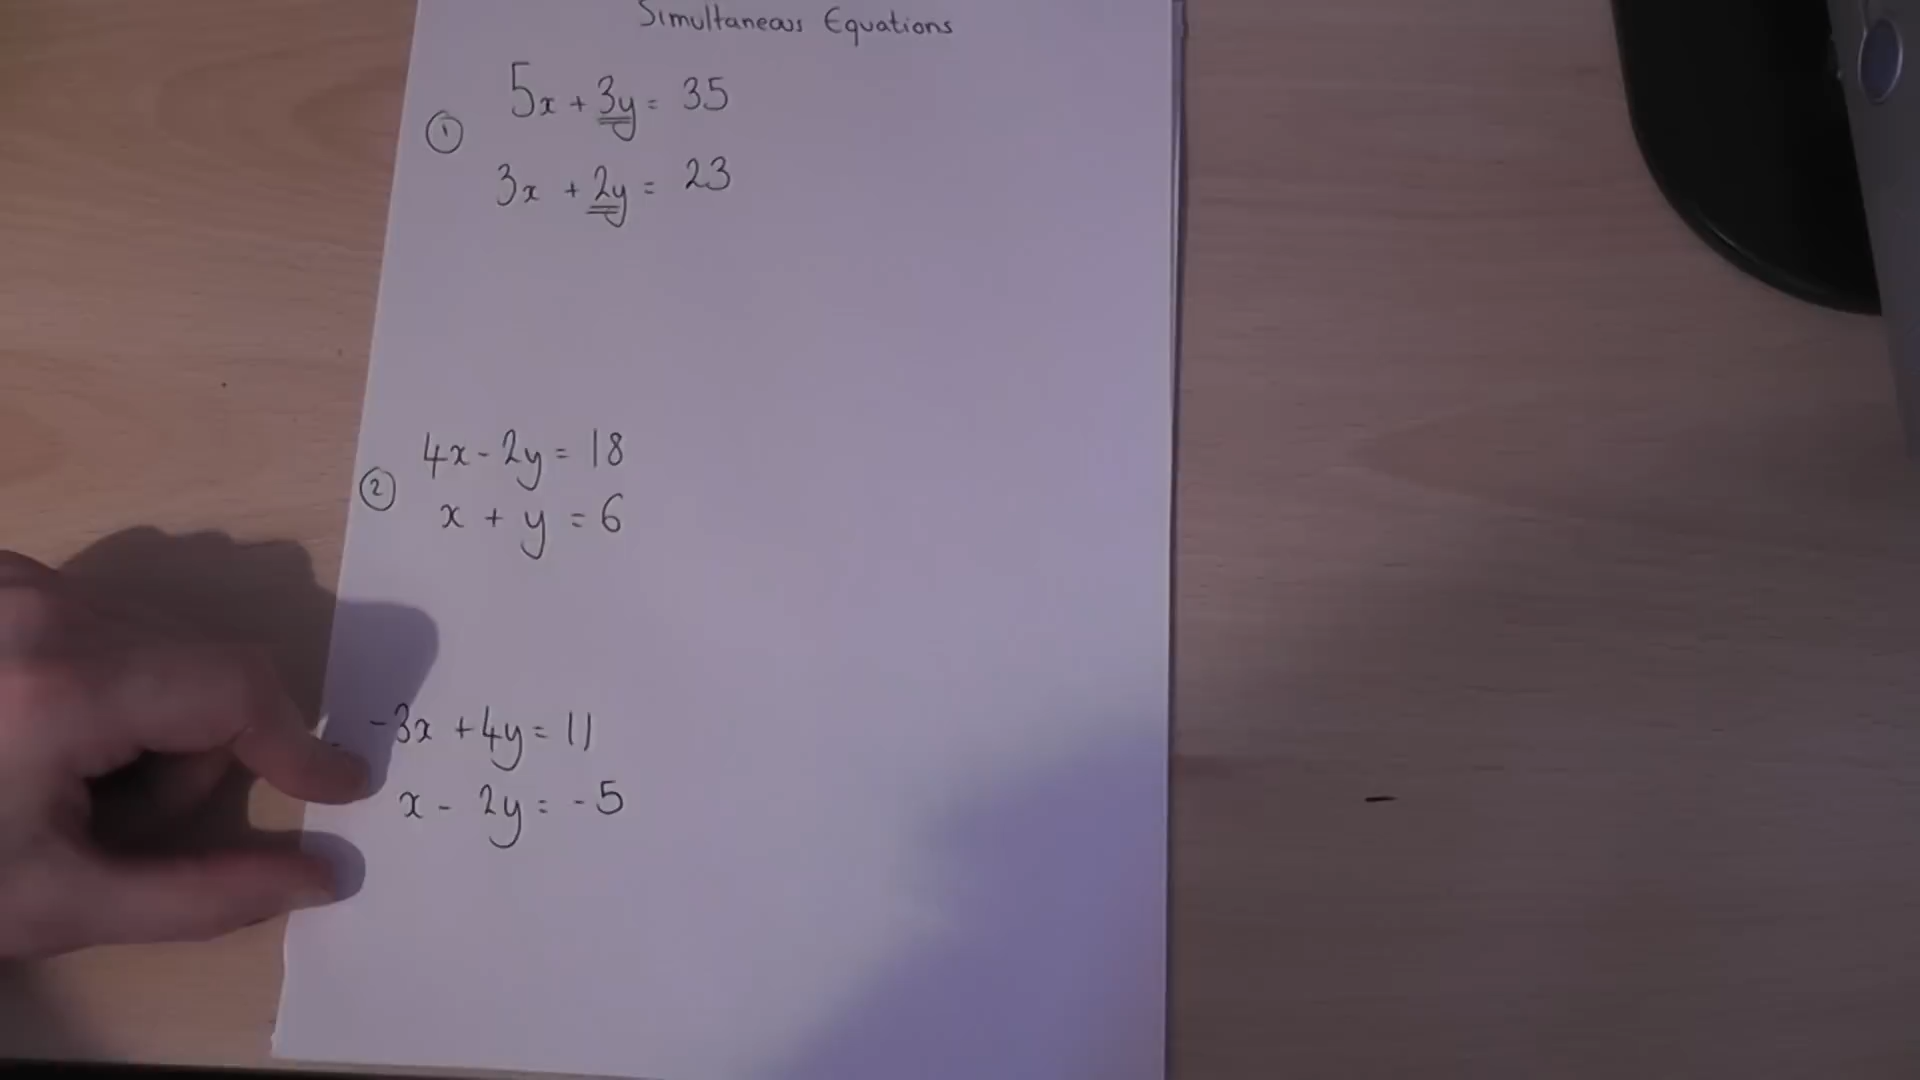 Simultaneous Equations
① 5x + 3y = 35
3x + 2y = 23
② 4x - 2y = 18
x + y = 6
-3x + 4y = 11
x - 2y = -5